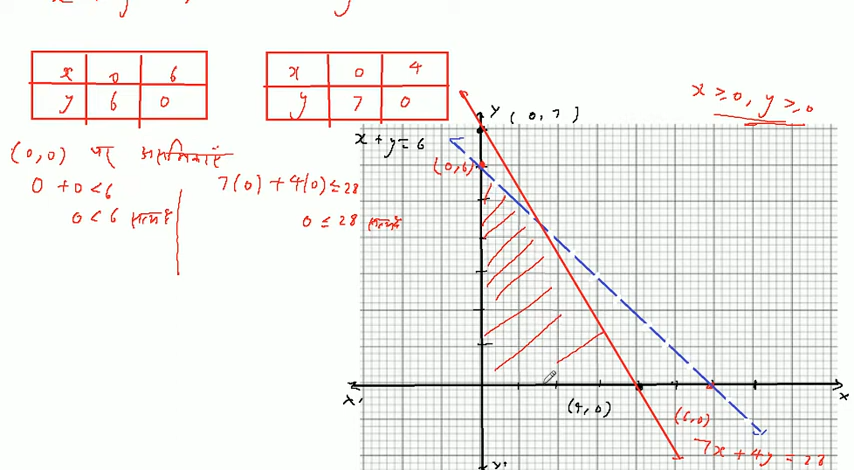 x 0 6
y 6 0
x 0 4
y 7 0
x ≥ 0, y ≥ 0
(0,0) पर असमिकाएं
0 + 0 < 6
0 < 6 सत्य है
7(0) + 4(0) ≤ 28
0 ≤ 28 सत्य है
Y (0, 7)
x + y = 6
(0,6)
X'
X
(4, 0)
(6,0)
7x + 4y = 28
Y'